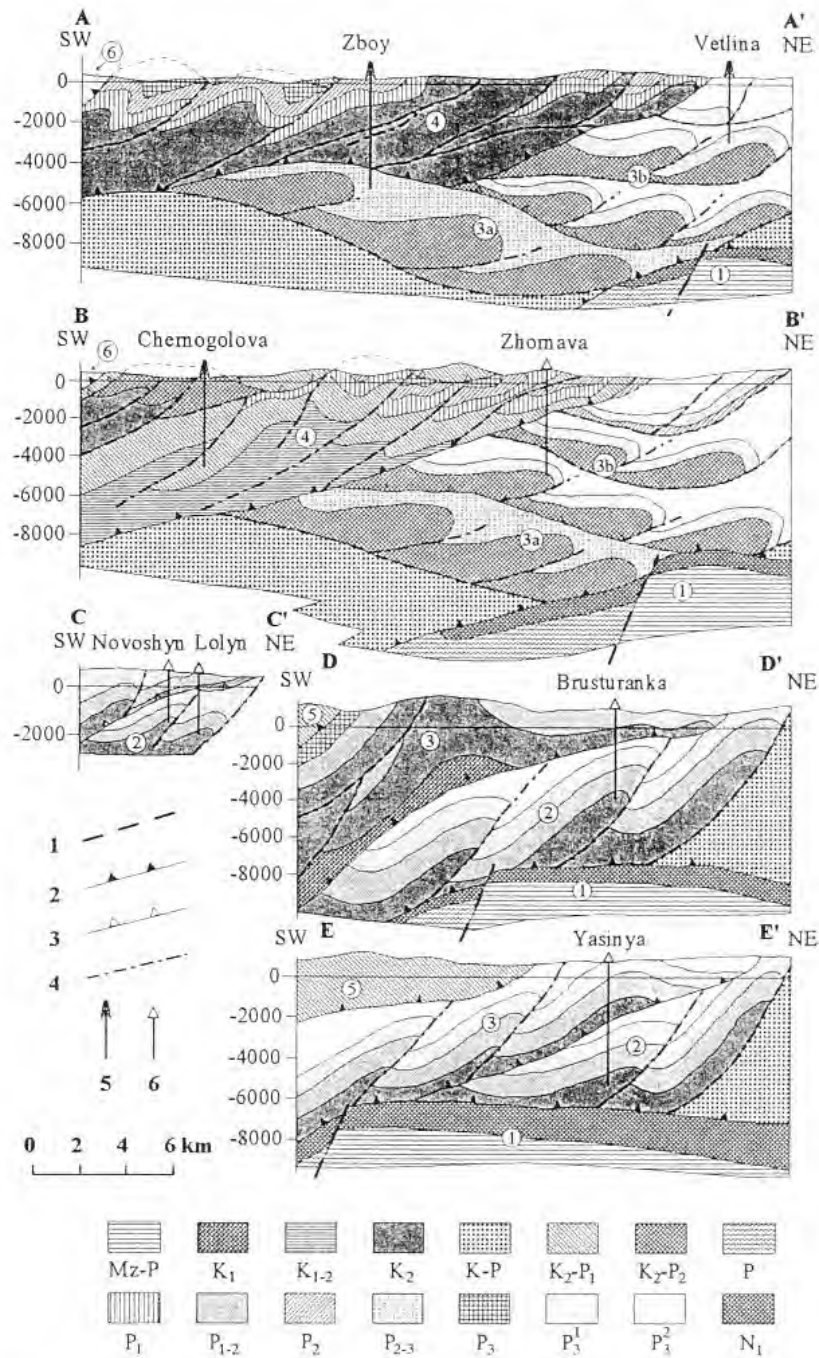 A A'
SW Zboy Vetlina NE
6
0
-2000
4
-4000
3b
-6000
3a
-8000
1
B B'
SW Chernogolova Zhornava NE
6
0
-2000
4
-4000
3b
-6000
-8000
3a
1
C C'
SW Novoshyn Lolyn NE
0
-2000
2
D D'
SW Brusturanka NE
5
0
3
-2000
-4000
2
-6000
-8000
1
E E'
SW Yasinya NE
0
5
-2000
3
-4000
2
-6000
-8000
1
1
2
3
4
5 6
0 2 4 6 km
Mz-P K1 K1-2 K2 K-P K2-P1 K2-P2 P
P1 P1-2 P2 P2-3 P3 P3^1 P3^2 N1